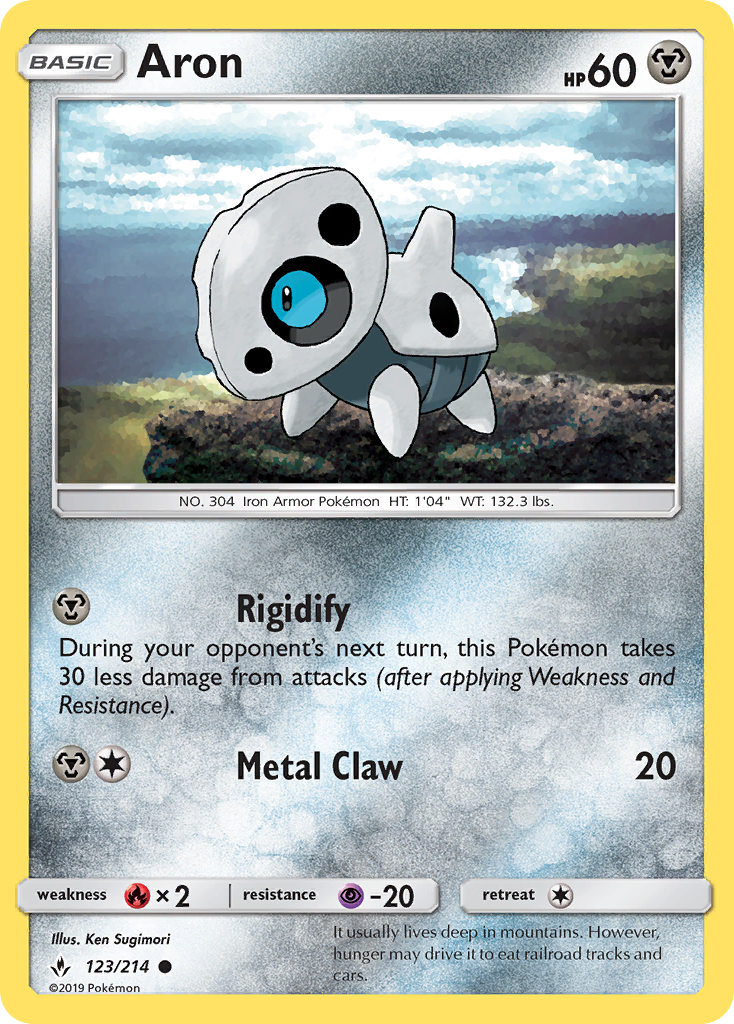 BASIC Aron HP60
NO. 304 Iron Armor Pokémon HT: 1'04" WT: 132.3 lbs.
Rigidify
During your opponent's next turn, this Pokémon takes
30 less damage from attacks (after applying Weakness and
Resistance).
Metal Claw 20
weakness ×2 resistance -20 retreat
Illus. Ken Sugimori
123/214
©2019 Pokémon
It usually lives deep in mountains. However,
hunger may drive it to eat railroad tracks and
cars.